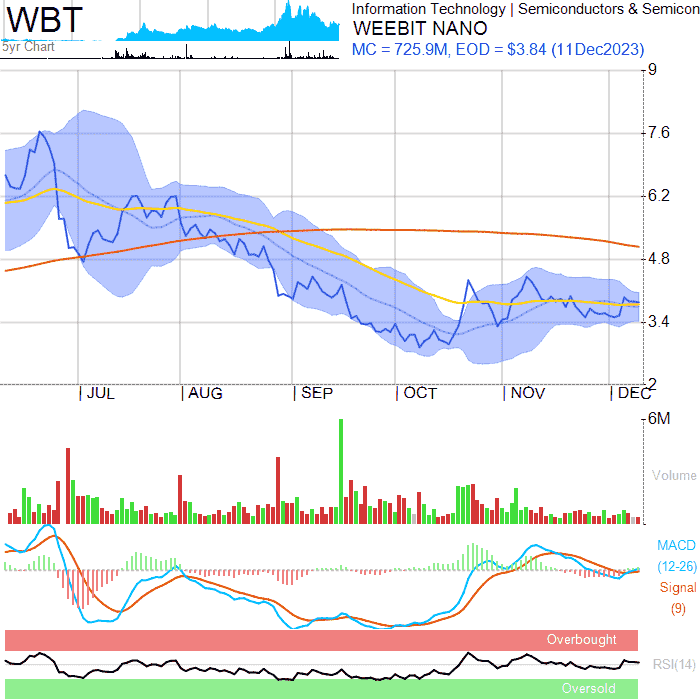 WBT
5yr Chart
Information Technology | Semiconductors & Semicon
WEEBIT NANO
MC = 725.9M, EOD = $3.84 (11Dec2023)
9
7.6
6.2
4.8
3.4
2
JUL AUG SEP OCT NOV DEC
6M
Volume
MACD
(12-26)
Signal
(9)
Overbought
RSI(14)
Oversold